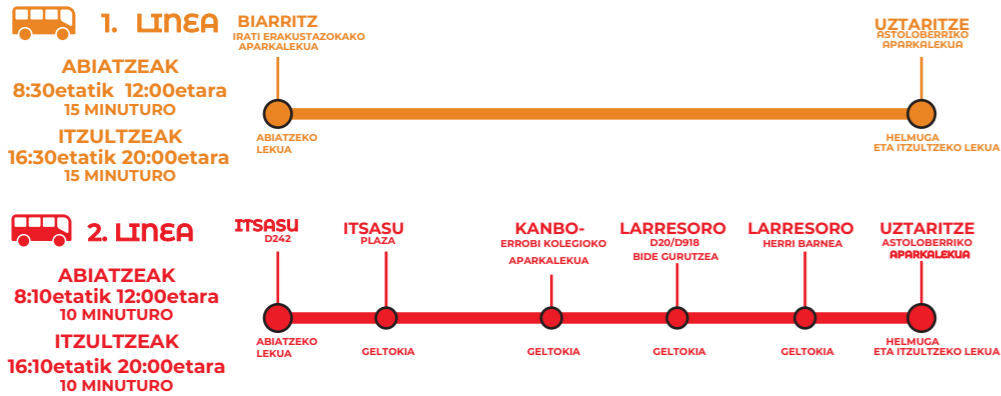 1. LINEA
ABIATZEAK
8:30etatik 12:00etara
15 MINUTURO
ITZULTZEAK
16:30etatik 20:00etara
15 MINUTURO
BIARRITZ
IRATI ERAKUSTAZOKAKO
APARKALEKUA
ABIATZEKO
LEKUA
UZTARITZE
ASTOLOBERRIKO
APARKALEKUA
HELMUGA
ETA ITZULTZEKO LEKUA
2. LINEA
ABIATZEAK
8:10etatik 12:00etara
10 MINUTURO
ITZULTZEAK
16:10etatik 20:00etara
10 MINUTURO
ITSASU
D242
ABIATZEKO
LEKUA
ITSASU
PLAZA
GELTOKIA
KANBO-
ERROBI KOLEGIOKO
APARKALEKUA
GELTOKIA
LARRESORO
D20/D918
BIDE GURUTZEA
GELTOKIA
LARRESORO
HERRI BARNEA
GELTOKIA
UZTARITZE
ASTOLOBERRIKO
APARKALEKUA
HELMUGA
ETA ITZULTZEKO LEKUA